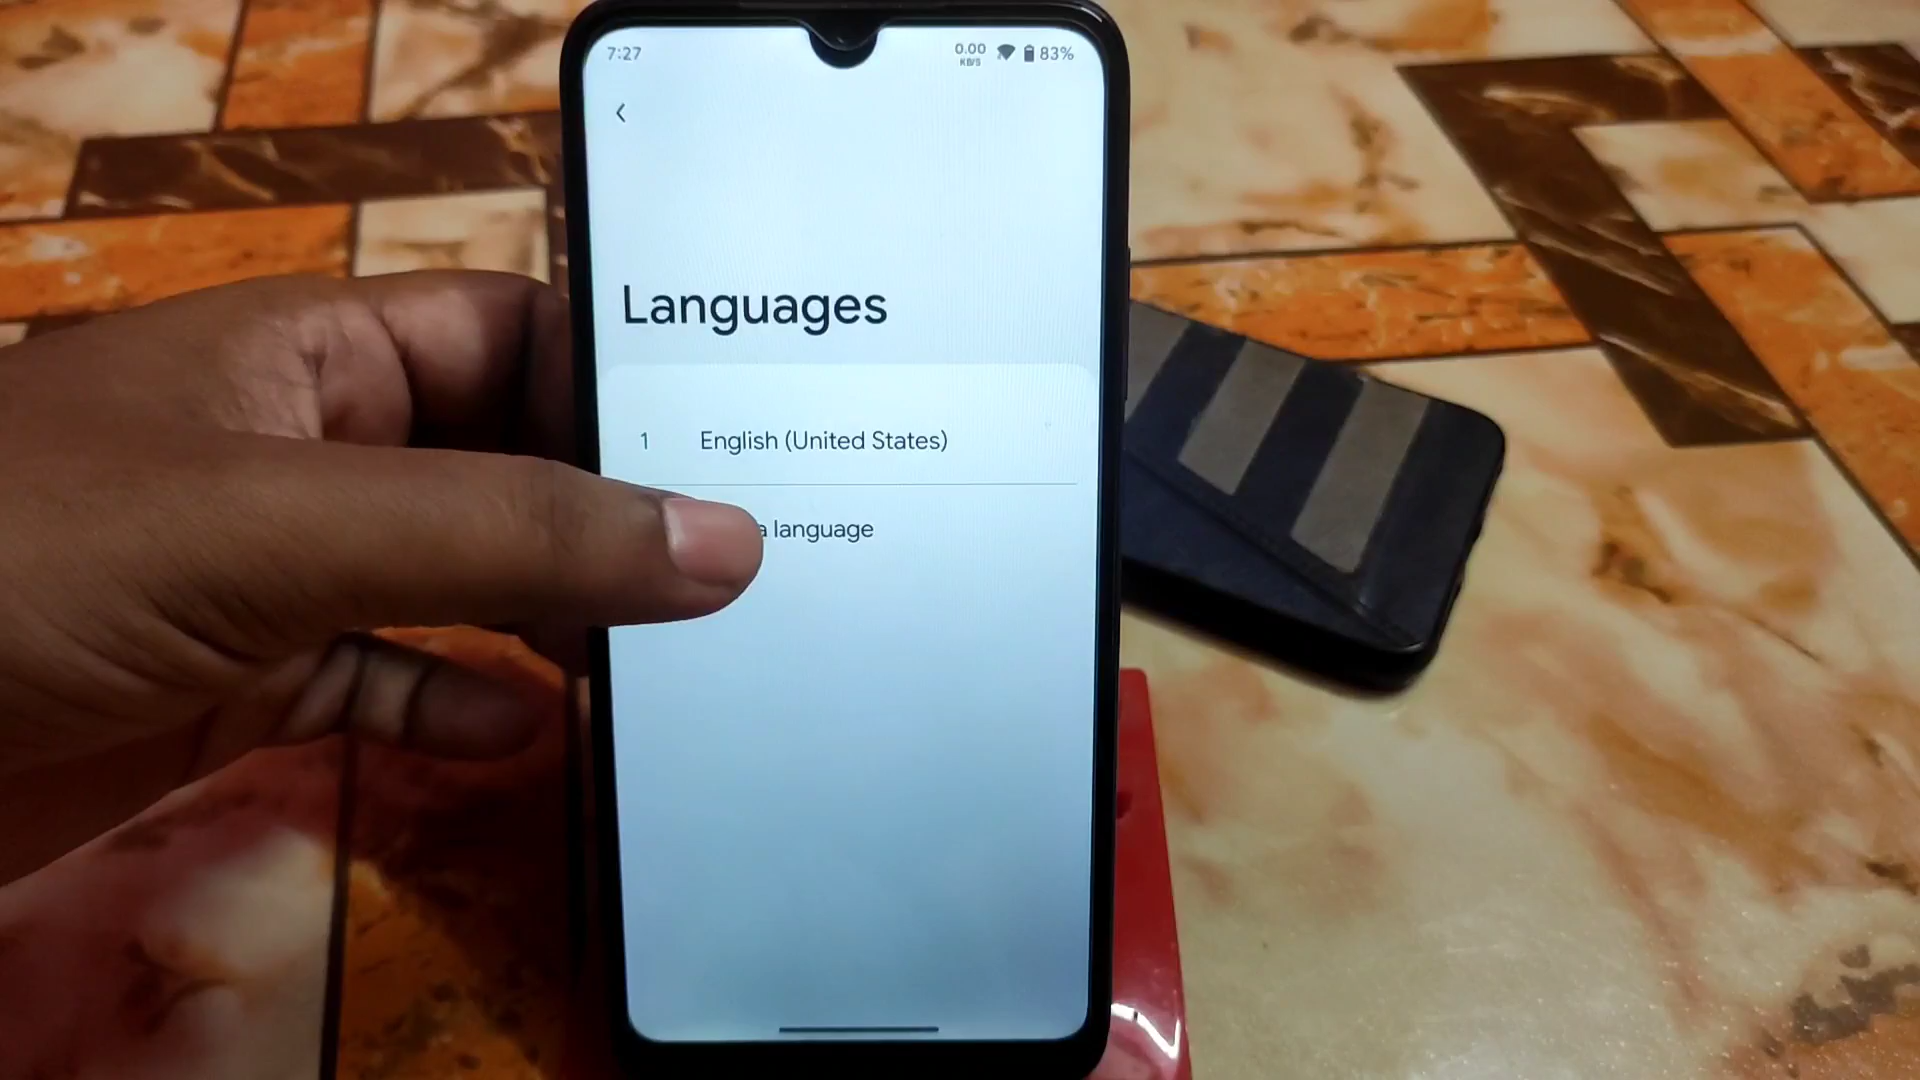 7:27
0.00
KB/S
83%
Languages
1 English (United States)
a language